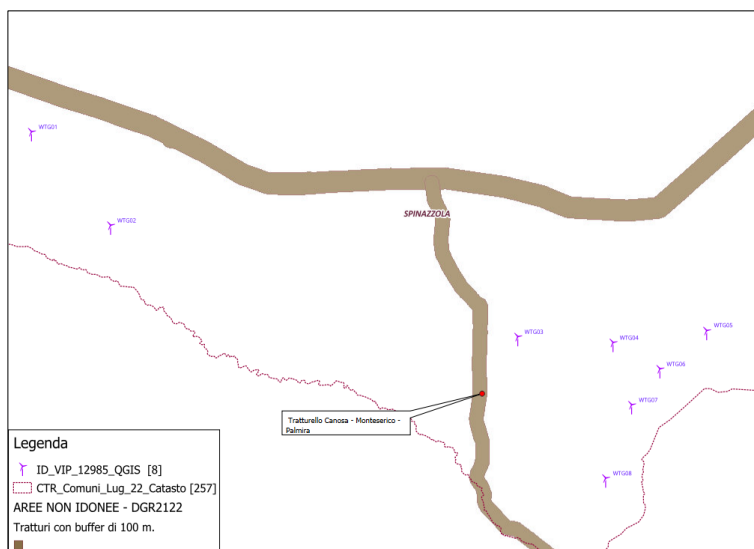 WTG01
WTG02
SPINAZZOLA
WTG03
WTG04
WTG05
WTG06
WTG07
WTG08
Tratturello Canosa - Monteserico -
Palmira
Legenda
ID_VIP_12985_QGIS [8]
CTR_Comuni_Lug_22_Catasto [257]
AREE NON IDONEE - DGR2122
Tratturi con buffer di 100 m.